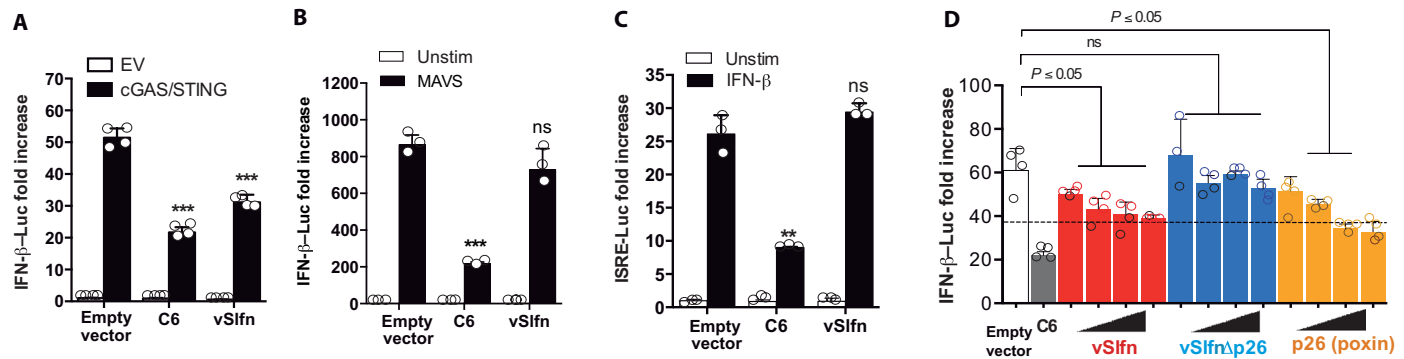 A
EV
cGAS/STING
IFN-β–Luc fold increase
70
60
50
40
30
20
10
0
***
***
Empty vector
C6
vSlfn
B
Unstim
MAVS
IFN-β–Luc fold increase
1200
1000
800
600
400
200
0
***
ns
Empty vector
C6
vSlfn
C
Unstim
IFN-β
ISRE-Luc fold increase
35
30
25
20
15
10
5
0
**
ns
Empty vector
C6
vSlfn
D
P ≤ 0.05
ns
P ≤ 0.05
IFN-β–Luc fold increase
100
80
60
40
20
0
Empty vector
C6
vSlfn
vSlfnΔp26
p26 (poxin)